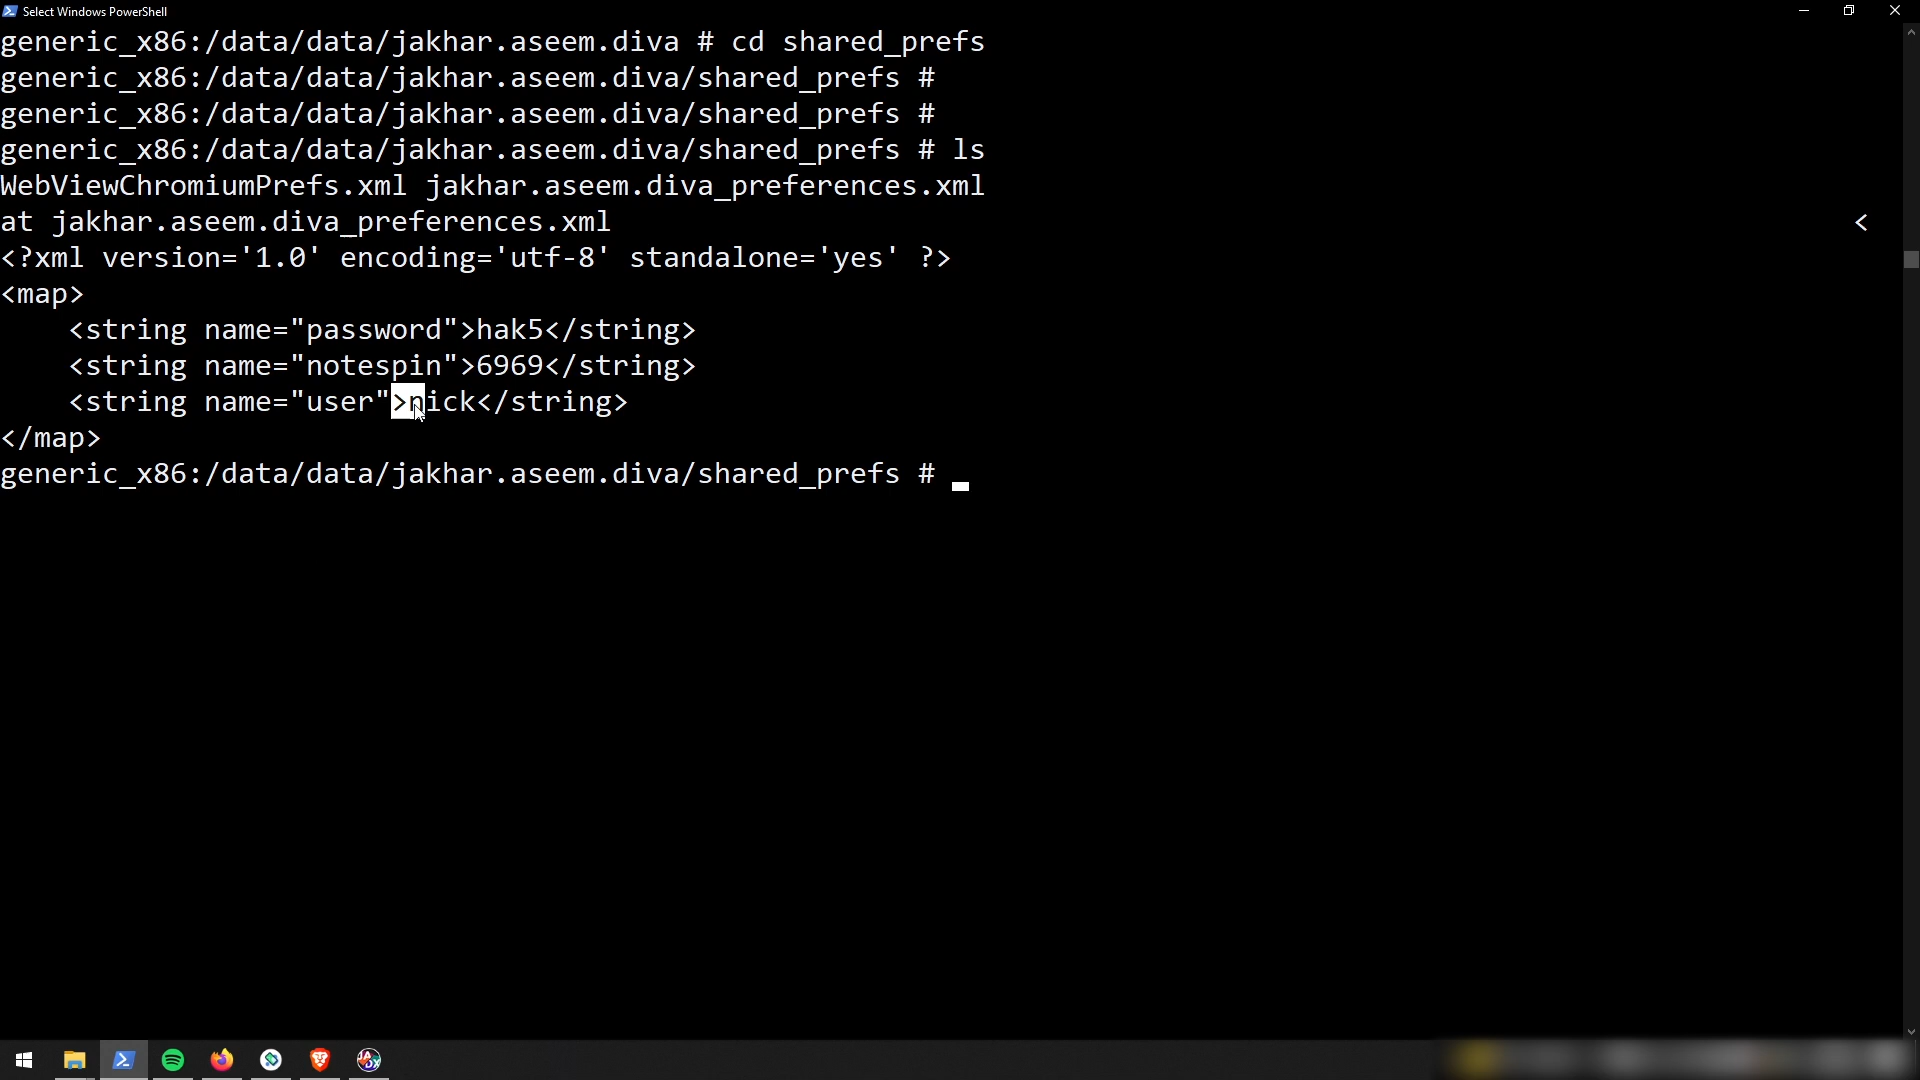 Select Windows PowerShell
generic_x86:/data/data/jakhar.aseem.diva # cd shared_prefs
generic_x86:/data/data/jakhar.aseem.diva/shared_prefs #
generic_x86:/data/data/jakhar.aseem.diva/shared_prefs #
generic_x86:/data/data/jakhar.aseem.diva/shared_prefs # ls
WebViewChromiumPrefs.xml jakhar.aseem.diva_preferences.xml
at jakhar.aseem.diva_preferences.xml <
<?xml version='1.0' encoding='utf-8' standalone='yes' ?>
<map>
    <string name="password">hak5</string>
    <string name="notespin">6969</string>
    <string name="user">nick</string>
</map>
generic_x86:/data/data/jakhar.aseem.diva/shared_prefs # _
JADX